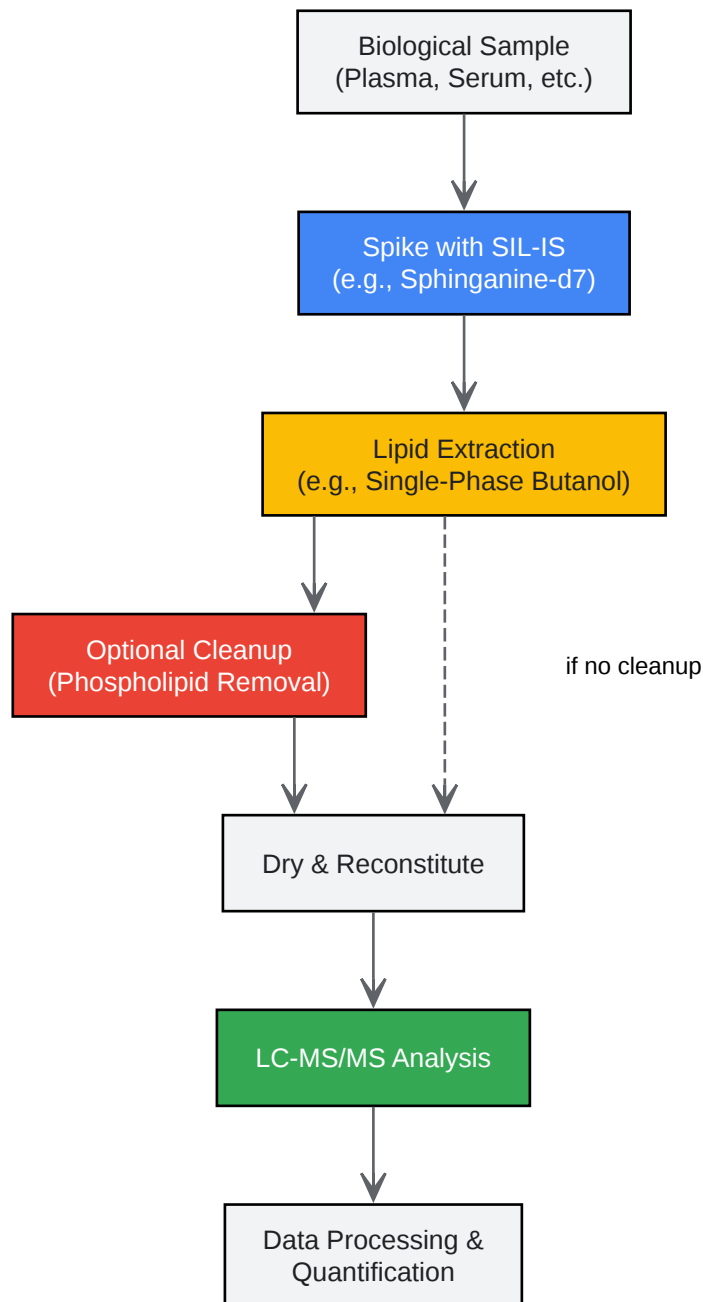 Biological Sample
(Plasma, Serum, etc.)
Spike with SIL-IS
(e.g., Sphinganine-d7)
Lipid Extraction
(e.g., Single-Phase Butanol)
Optional Cleanup
(Phospholipid Removal)
if no cleanup
Dry & Reconstitute
LC-MS/MS Analysis
Data Processing &
Quantification